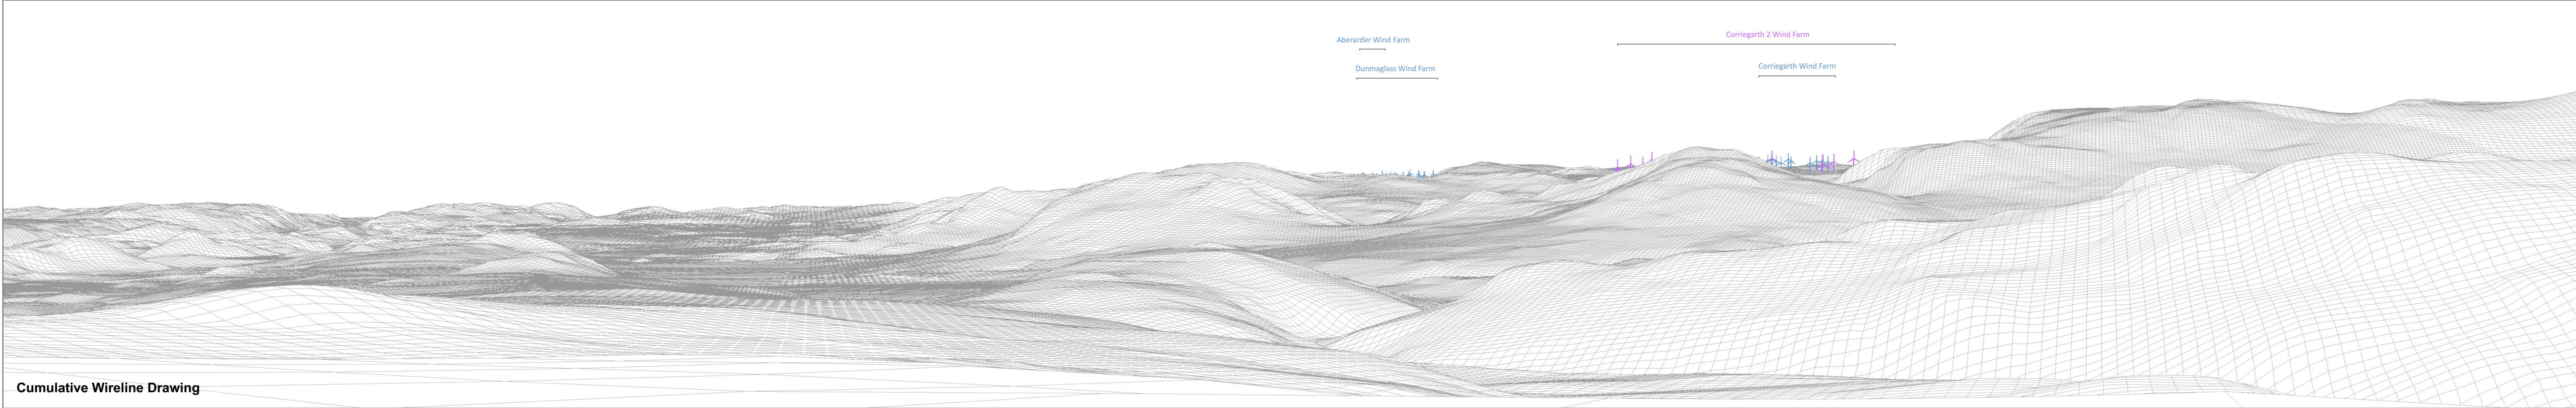 Aberarder Wind Farm
Dunmaglass Wind Farm
Corriegarth 2 Wind Farm
Corriegarth Wind Farm
Cumulative Wireline Drawing